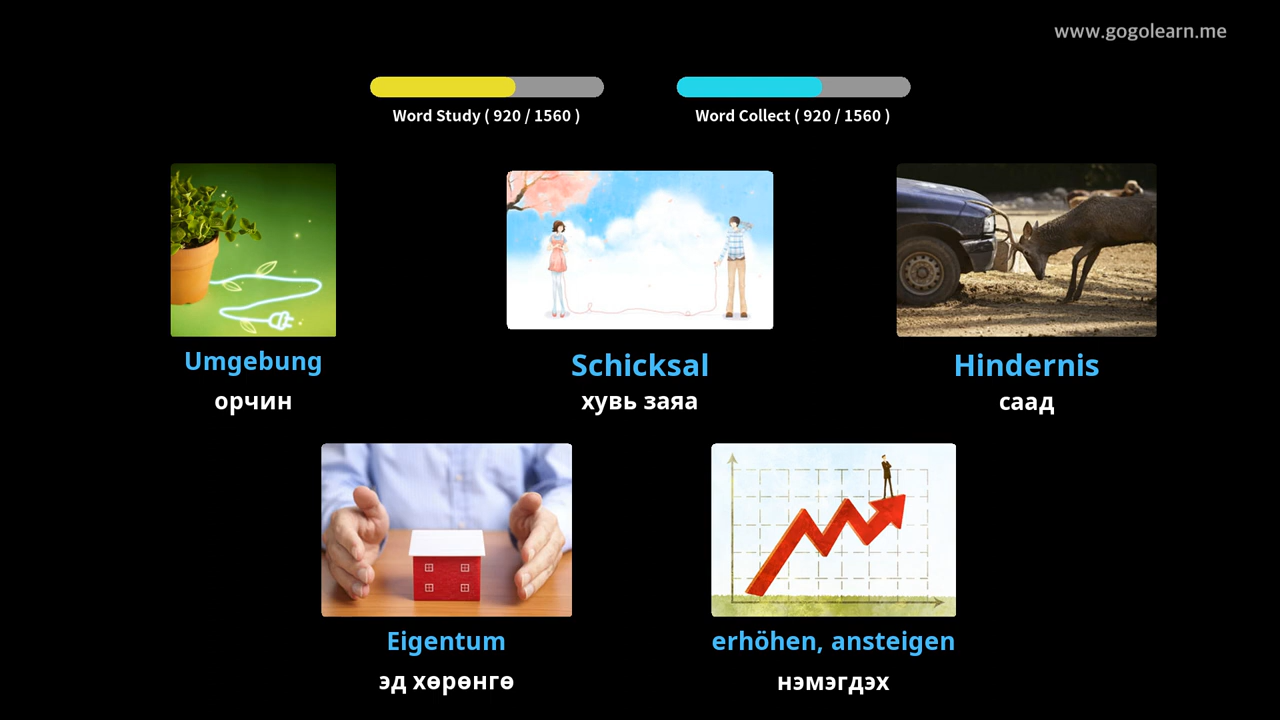 www.gogolearn.me
Word Study ( 920 / 1560 )
Word Collect ( 920 / 1560 )
Umgebung
орчин
Schicksal
хувь заяа
Hindernis
саад
Eigentum
эд хөрөнгө
erhöhen, ansteigen
нэмэгдэх